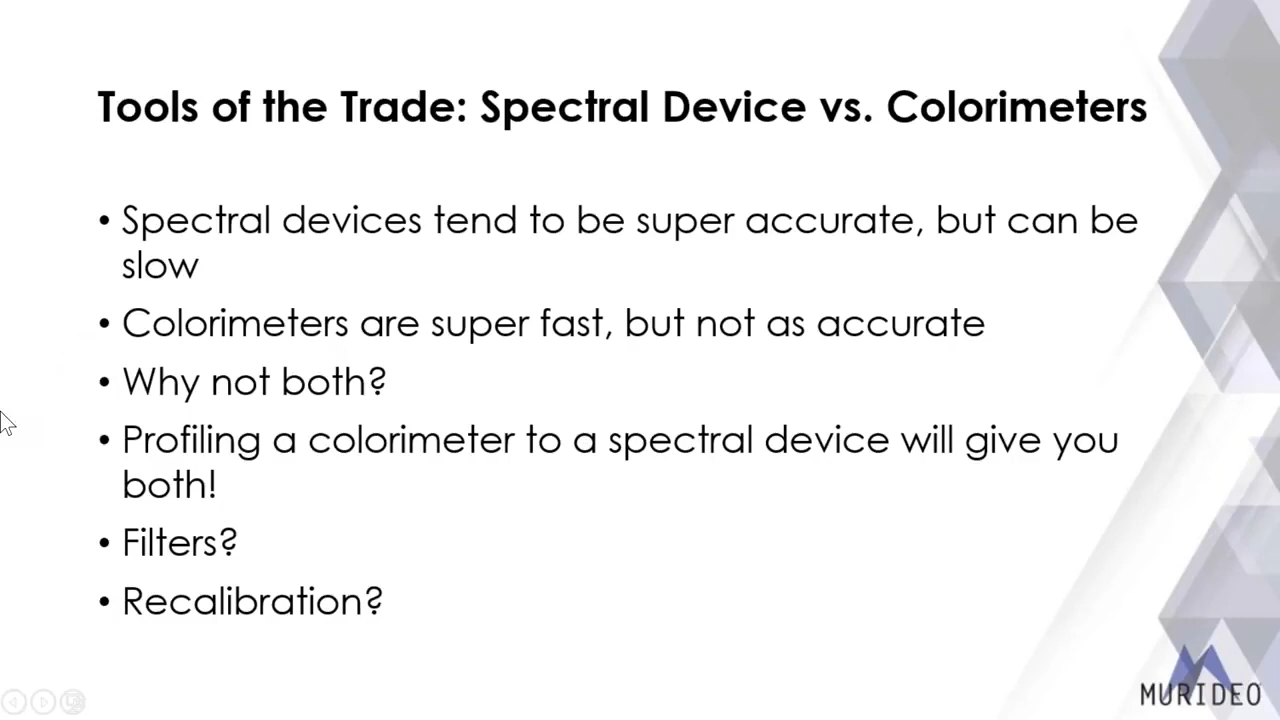 Tools of the Trade: Spectral Device vs. Colorimeters
• Spectral devices tend to be super accurate, but can be
slow
• Colorimeters are super fast, but not as accurate
• Why not both?
• Profiling a colorimeter to a spectral device will give you
both!
• Filters?
• Recalibration?
MURIDEO